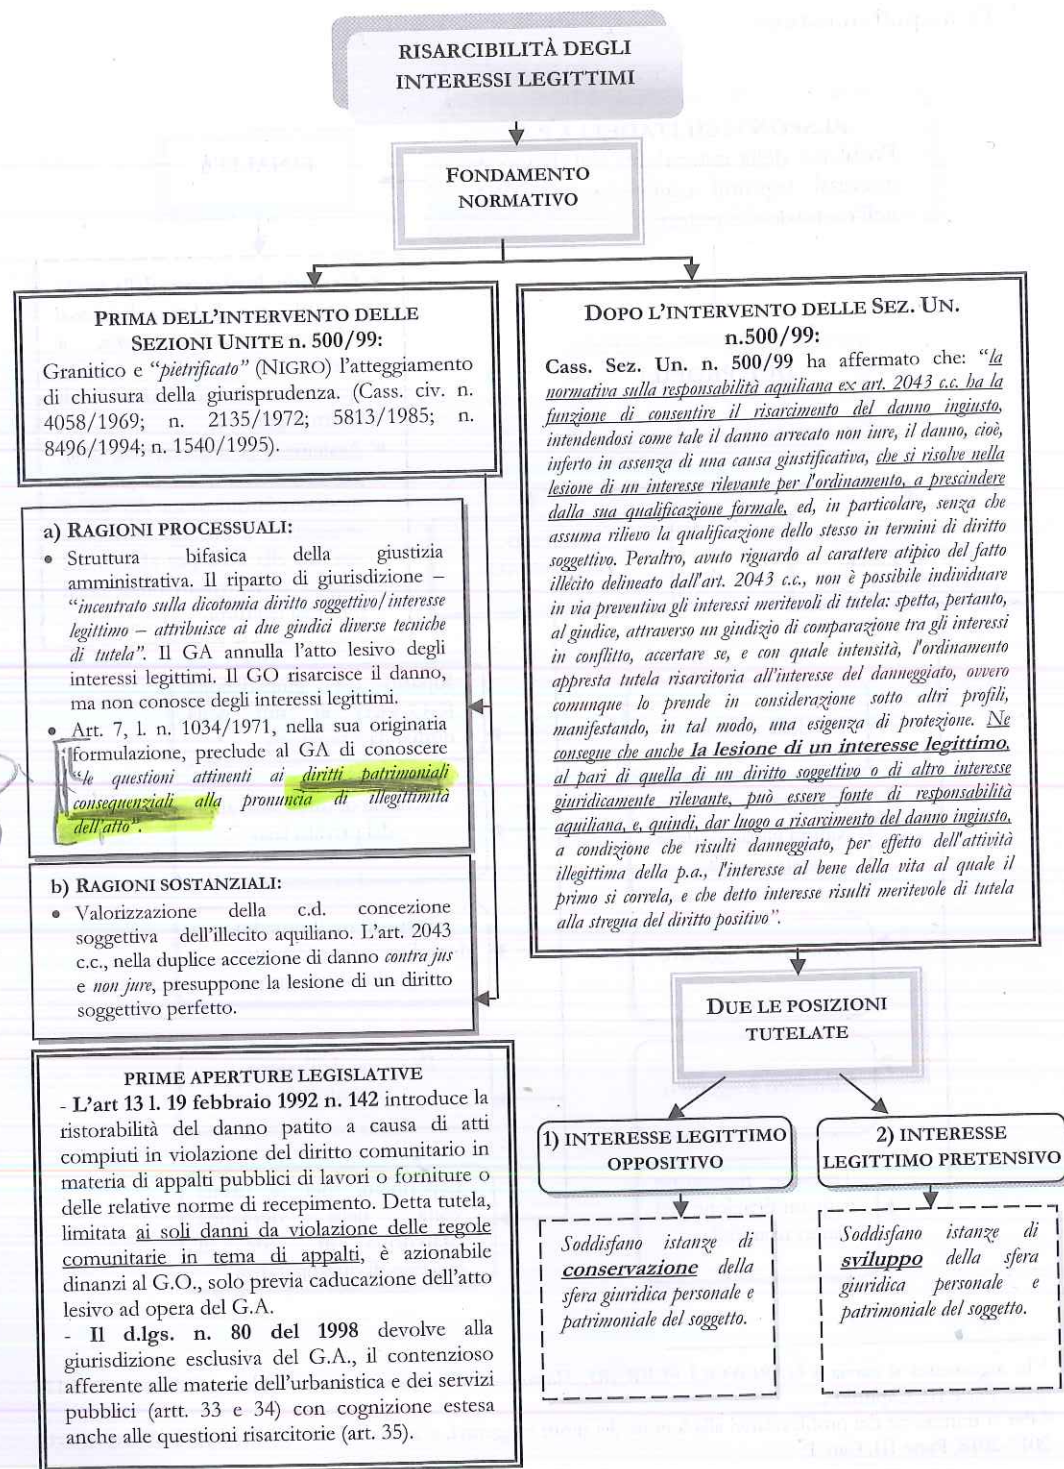 RISARCIBILITÀ DEGLI
INTERESSI LEGITTIMI
FONDAMENTO
NORMATIVO
PRIMA DELL'INTERVENTO DELLE
SEZIONI UNITE n. 500/99:
Granitico e “pietrificato” (NIGRO) l'atteggiamento
di chiusura della giurisprudenza. (Cass. civ. n.
4058/1969; n. 2135/1972; 5813/1985; n.
8496/1994; n. 1540/1995).
a) RAGIONI PROCESSUALI:
• Struttura bifasica della giustizia
amministrativa. Il riparto di giurisdizione –
“incentrato sulla dicotomia diritto soggettivo/interesse
legittimo – attribuisce ai due giudici diverse tecniche
di tutela”. Il GA annulla l'atto lesivo degli
interessi legittimi. Il GO risarcisce il danno,
ma non conosce degli interessi legittimi.
• Art. 7, l. n. 1034/1971, nella sua originaria
formulazione, preclude al GA di conoscere
“le questioni attinenti ai diritti patrimoniali
consequenziali alla pronuncia di illegittimità
dell'atto”.
b) RAGIONI SOSTANZIALI:
• Valorizzazione della c.d. concezione
soggettiva dell'illecito aquiliano. L'art. 2043
c.c., nella duplice accezione di danno contra jus
e non jure, presuppone la lesione di un diritto
soggettivo perfetto.
PRIME APERTURE LEGISLATIVE
- L'art 13 l. 19 febbraio 1992 n. 142 introduce la
ristorabilità del danno patito a causa di atti
compiuti in violazione del diritto comunitario in
materia di appalti pubblici di lavori o forniture o
delle relative norme di recepimento. Detta tutela,
limitata ai soli danni da violazione delle regole
comunitarie in tema di appalti, è azionabile
dinanzi al G.O., solo previa caducazione dell'atto
lesivo ad opera del G.A.
- Il d.lgs. n. 80 del 1998 devolve alla
giurisdizione esclusiva del G.A., il contenzioso
afferente alle materie dell'urbanistica e dei servizi
pubblici (artt. 33 e 34) con cognizione estesa
anche alle questioni risarcitorie (art. 35).
DOPO L'INTERVENTO DELLE SEZ. UN.
n.500/99:
Cass. Sez. Un. n. 500/99 ha affermato che: “la
normativa sulla responsabilità aquiliana ex art. 2043 c.c. ha la
funzione di consentire il risarcimento del danno ingiusto,
intendendosi come tale il danno arrecato non iure, il danno, cioè,
inferto in assenza di una causa giustificativa, che si risolve nella
lesione di un interesse rilevante per l'ordinamento, a prescindere
dalla sua qualificazione formale, ed, in particolare, senza che
assuma rilievo la qualificazione dello stesso in termini di diritto
soggettivo. Peraltro, avuto riguardo al carattere atipico del fatto
illecito delineato dall'art. 2043 c.c., non è possibile individuare
in via preventiva gli interessi meritevoli di tutela: spetta, pertanto,
al giudice, attraverso un giudizio di comparazione tra gli interessi
in conflitto, accertare se, e con quale intensità, l'ordinamento
appresta tutela risarcitoria all'interesse del danneggiato, ovvero
comunque lo prende in considerazione sotto altri profili,
manifestando, in tal modo, una esigenza di protezione. Ne
consegue che anche la lesione di un interesse legittimo,
al pari di quella di un diritto soggettivo o di altro interesse
giuridicamente rilevante, può essere fonte di responsabilità
aquiliana, e, quindi, dar luogo a risarcimento del danno ingiusto,
a condizione che risulti danneggiato, per effetto dell'attività
illegittima della p.a., l'interesse al bene della vita al quale il
primo si correla, e che detto interesse risulti meritevole di tutela
alla stregua del diritto positivo”.
DUE LE POSIZIONI
TUTELATE
1) INTERESSE LEGITTIMO
OPPOSITIVO
Soddisfano istanze di
conservazione della
sfera giuridica personale e
patrimoniale del soggetto.
2) INTERESSE
LEGITTIMO PRETENSIVO
Soddisfano istanze di
sviluppo della sfera
giuridica personale e
patrimoniale del soggetto.